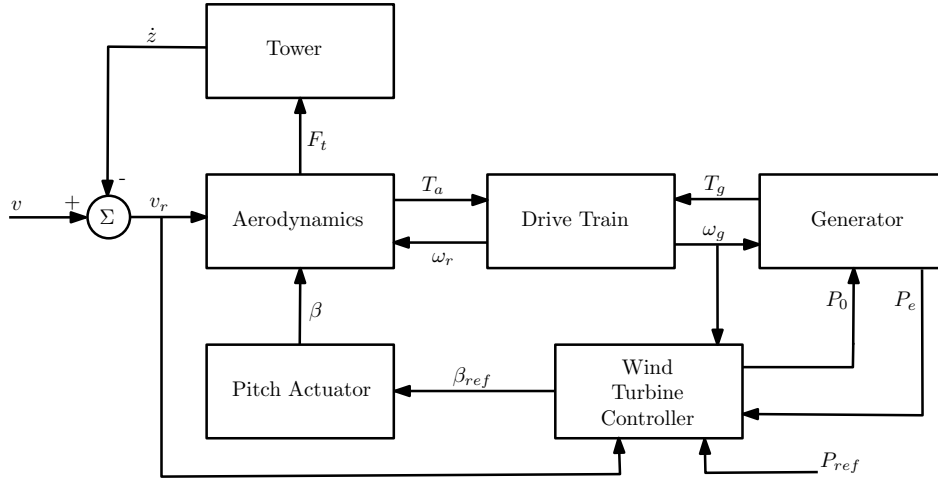 ż
Tower
F_t
-
v
+
Σ
v_r
Aerodynamics
T_a
ω_r
Drive Train
T_g
ω_g
Generator
P_0
P_e
β
Pitch Actuator
β_ref
Wind
Turbine
Controller
P_ref